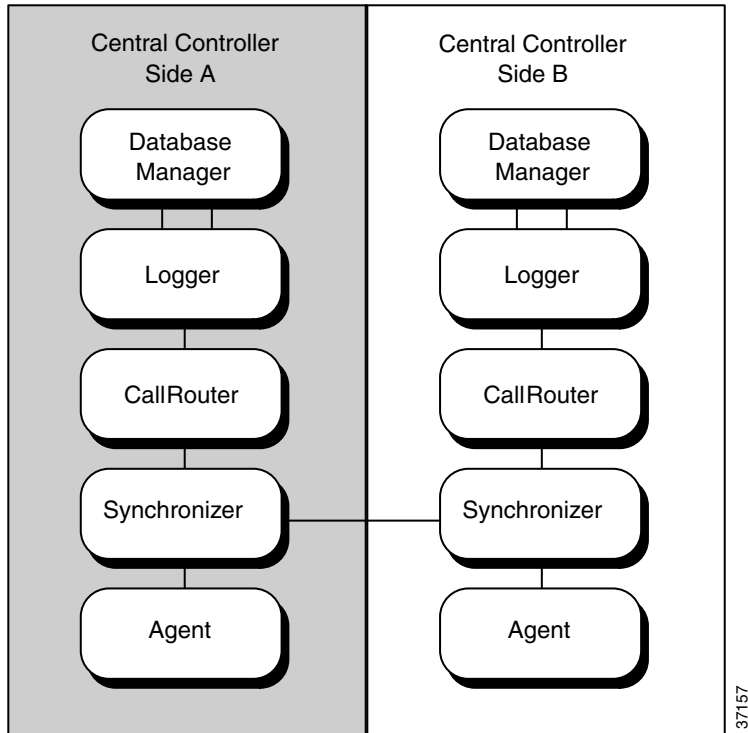 Central Controller
Side A
Database
Manager
Logger
CallRouter
Synchronizer
Agent
Central Controller
Side B
Database
Manager
Logger
CallRouter
Synchronizer
Agent
37157